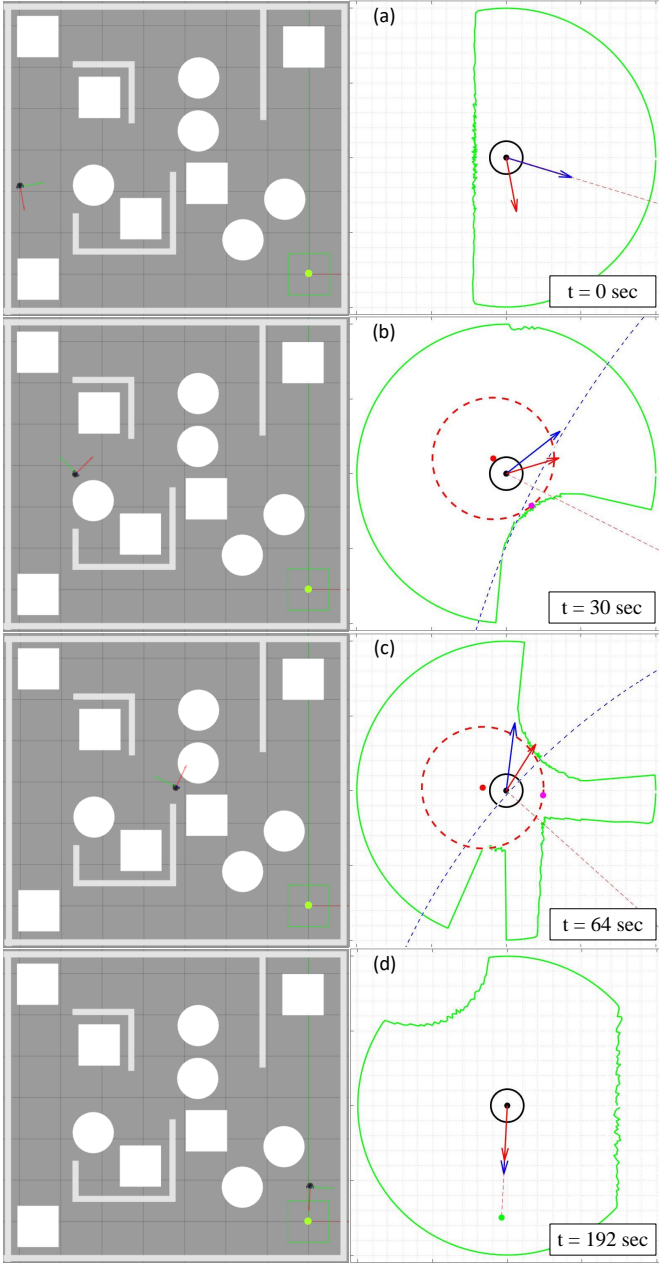 (a)
t = 0 sec
(b)
t = 30 sec
(c)
t = 64 sec
(d)
t = 192 sec